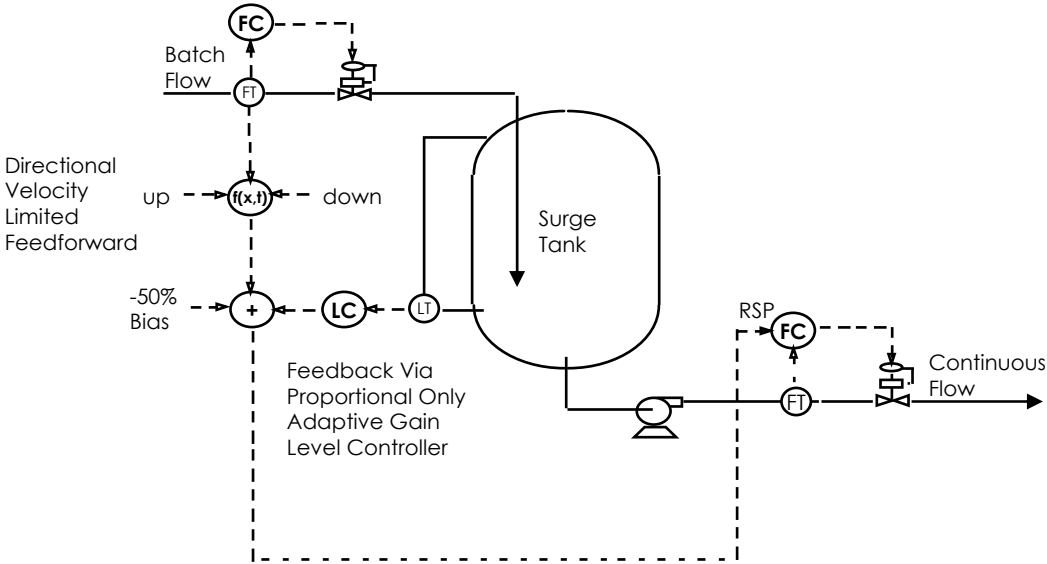 FC
Batch
Flow
FT
Directional
Velocity
Limited
Feedforward
up
f(x,t)
down
Surge
Tank
-50%
Bias
+
LC
LT
RSP
FC
Feedback Via
Proportional Only
Adaptive Gain
Level Controller
Continuous
Flow
FT